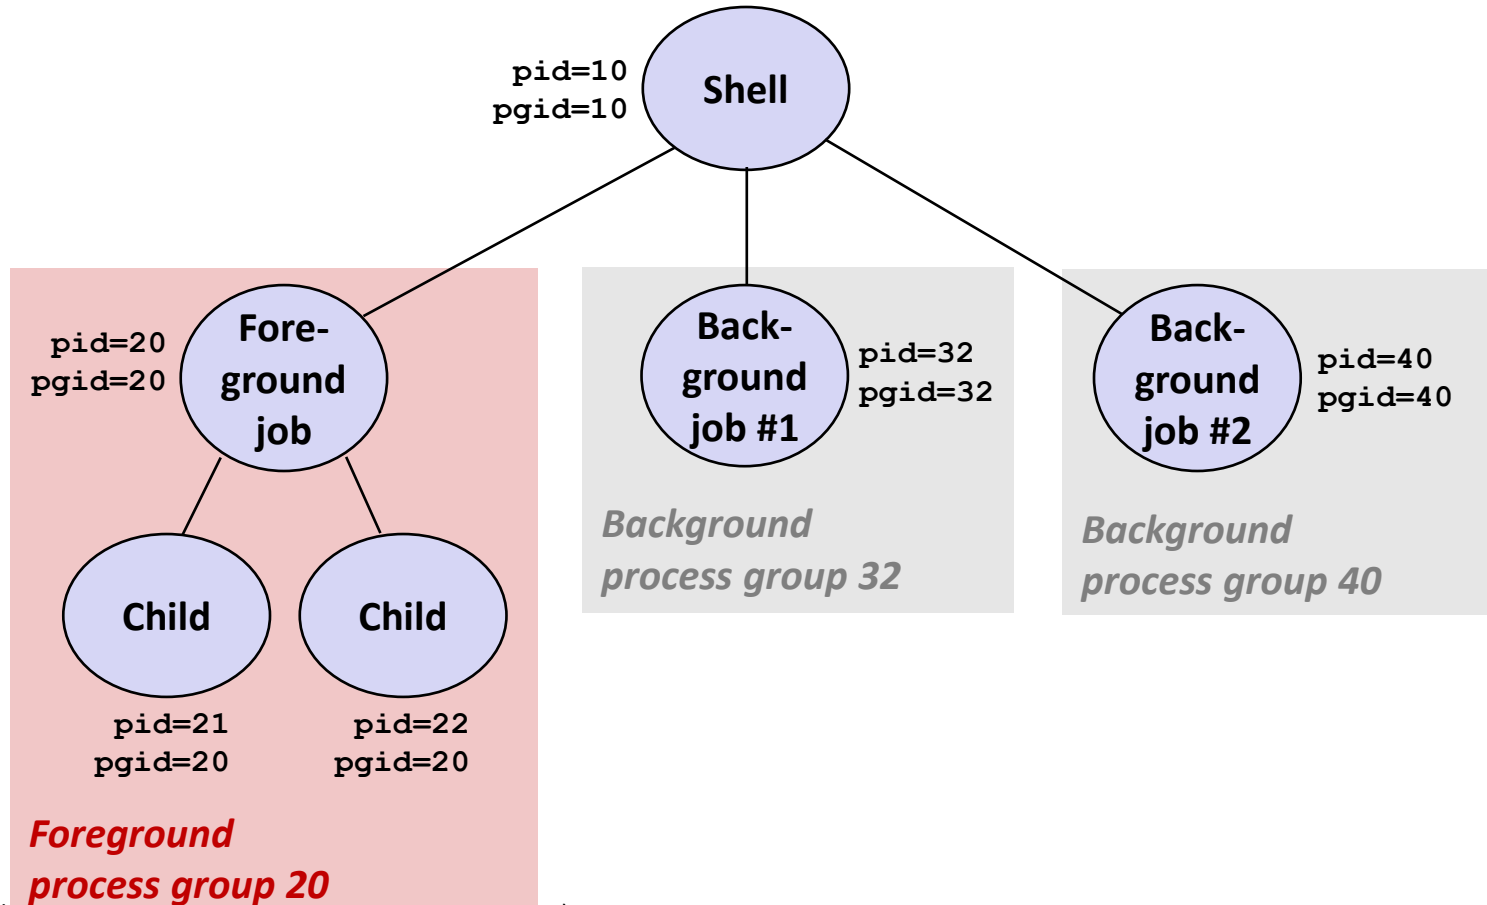 pid=10
pgid=10
Shell
pid=20
pgid=20
Fore-
ground
job
Back-
ground
job #1
pid=32
pgid=32
Back-
ground
job #2
pid=40
pgid=40
Background
process group 32
Background
process group 40
Child
Child
pid=21
pgid=20
pid=22
pgid=20
Foreground
process group 20